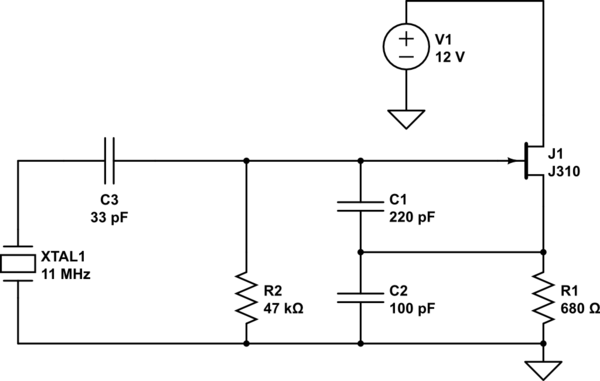 V1
12 V
+
−
J1
J310
C3
33 pF
C1
220 pF
XTAL1
11 MHz
R2
47 kΩ
C2
100 pF
R1
680 Ω